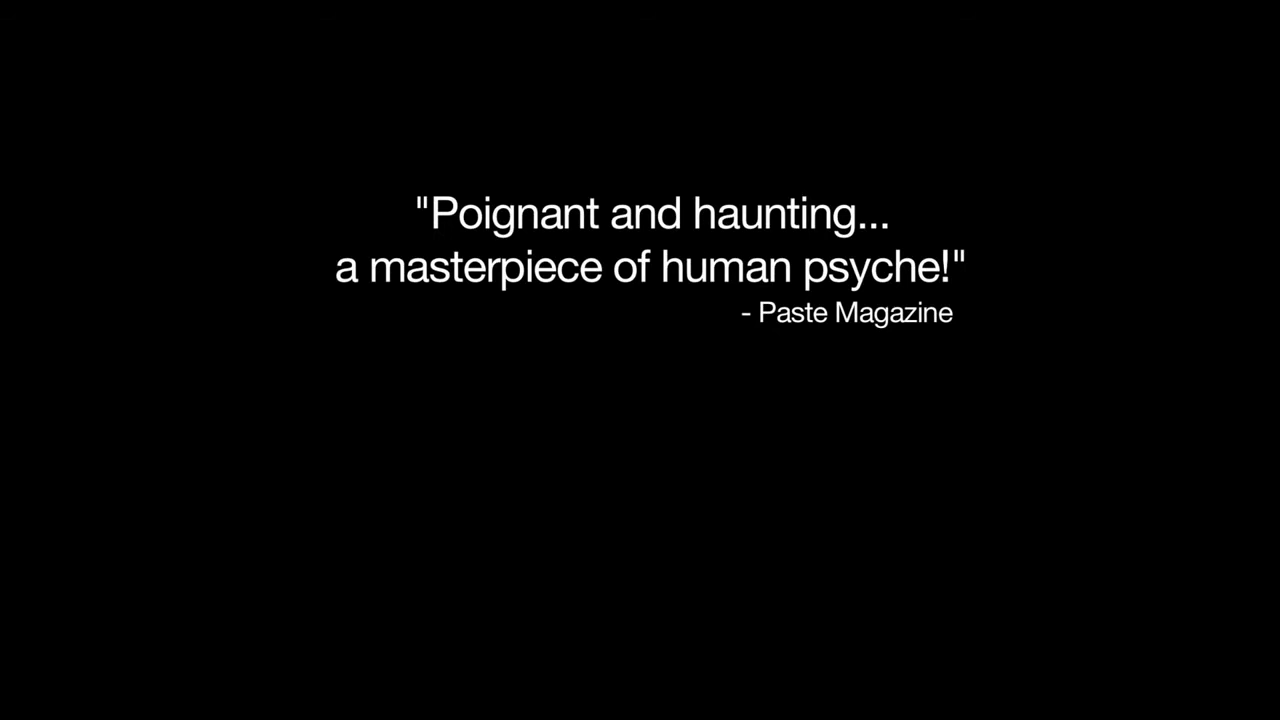 "Poignant and haunting...
a masterpiece of human psyche!"
- Paste Magazine